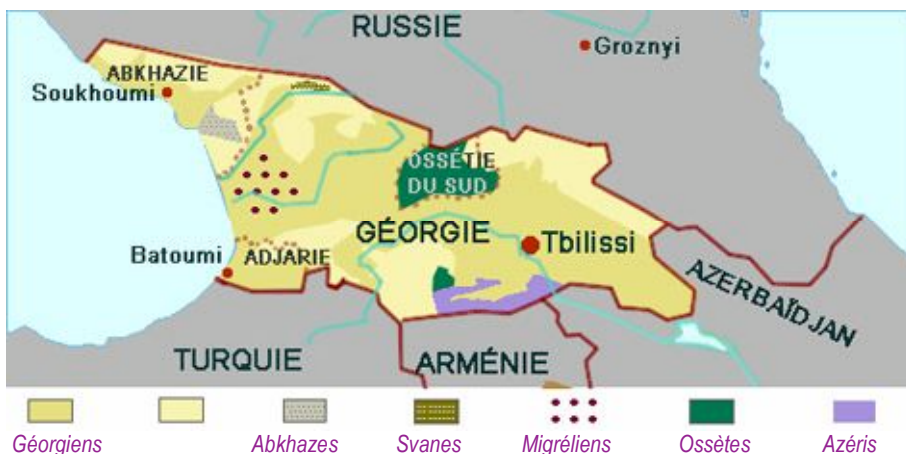 RUSSIE
Groznyi
ABKHAZIE
Soukhoumi
OSSÉTIE
DU SUD
GÉORGIE
Tbilissi
Batoumi
ADJARIE
AZERBAÏDJAN
TURQUIE
ARMÉNIE
Géorgiens
Abkhazes
Svanes
Migréliens
Ossètes
Azéris